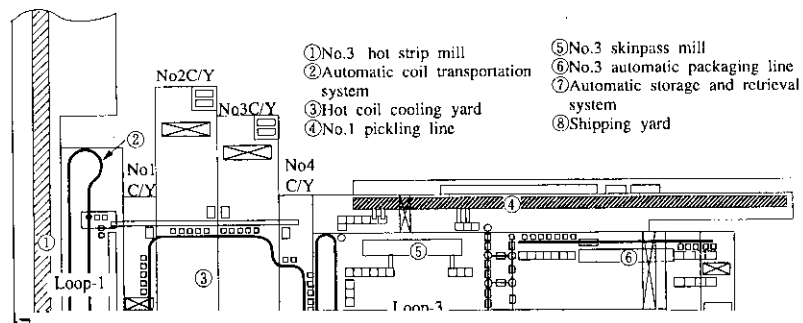 ①No.3 hot strip mill
②Automatic coil transportation
system
③Hot coil cooling yard
④No.1 pickling line
⑤No.3 skinpass mill
⑥No.3 automatic packaging line
⑦Automatic storage and retrieval
system
⑧Shipping yard
No2C/Y
No3C/Y
②
No1
C/Y
No4
C/Y
④
①
⑤
⑥
③
Loop-1
Loop-3